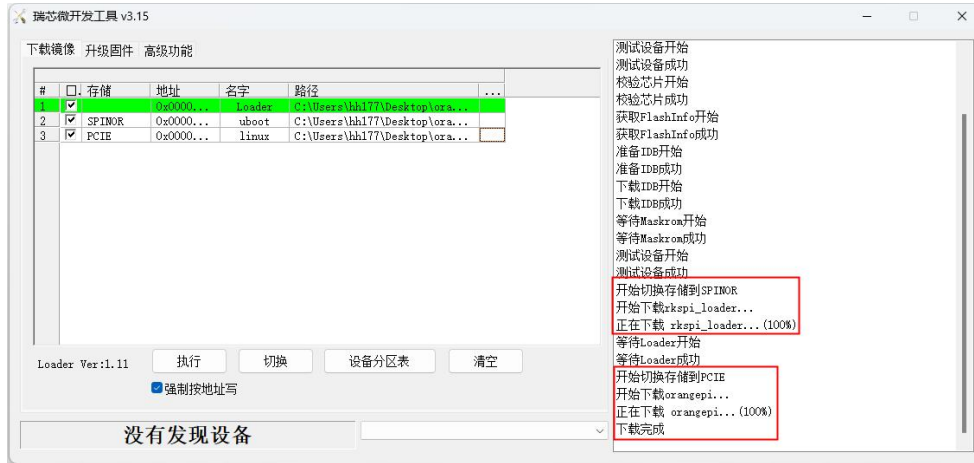 瑞芯微开发工具 v3.15
下载镜像 升级固件 高级功能
# 存储 地址 名字 路径 ...
1 0x0000... Loader C:\Users\hh177\Desktop\ora...
2 SPINOR 0x0000... uboot C:\Users\hh177\Desktop\ora...
3 PCIE 0x0000... linux C:\Users\hh177\Desktop\ora...
Loader Ver:1.11 执行 切换 设备分区表 清空
强制按地址写
没有发现设备
测试设备开始
测试设备成功
校验芯片开始
校验芯片成功
获取FlashInfo开始
获取FlashInfo成功
准备IDB开始
准备IDB成功
下载IDB开始
下载IDB成功
等待Maskrom开始
等待Maskrom成功
测试设备开始
测试设备成功
开始切换存储到SPINOR
开始下载rkspi_loader...
正在下载 rkspi_loader...(100%)
等待Loader开始
等待Loader成功
开始切换存储到PCIE
开始下载orangepi...
正在下载 orangepi...(100%)
下载完成